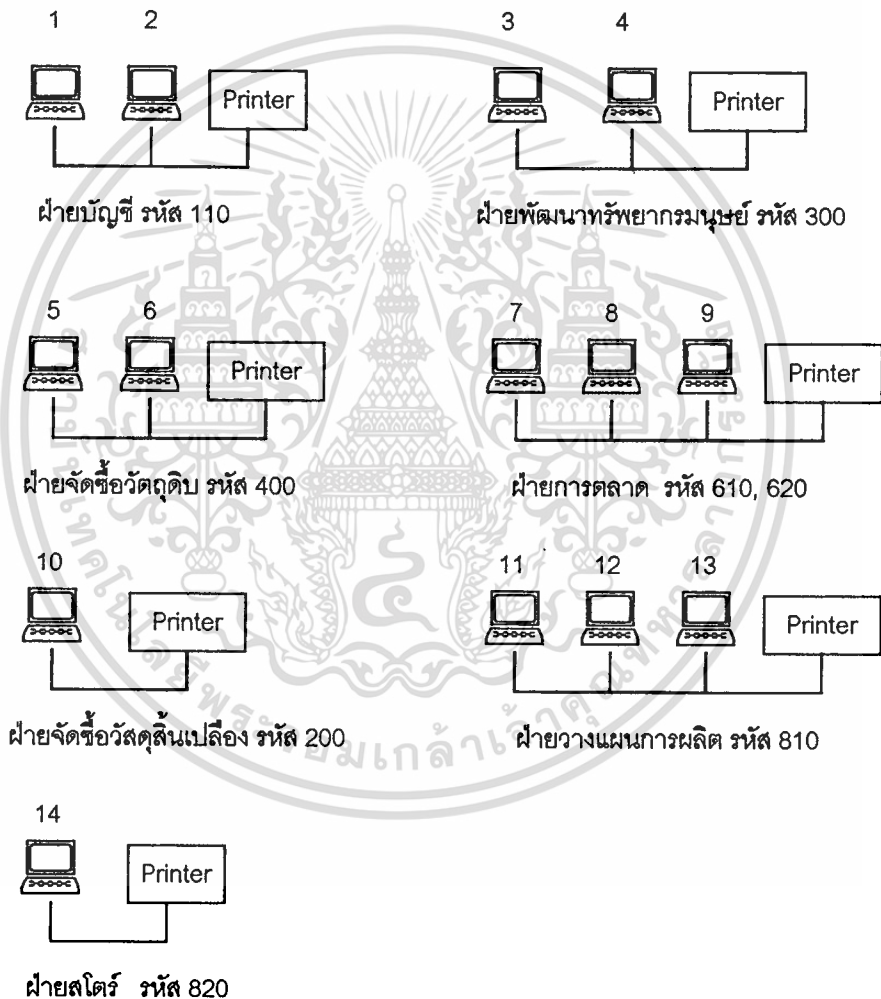 1 2
Printer
ฝ่ายบัญชี รหัส 110
3 4
Printer
ฝ่ายพัฒนาทรัพยากรมนุษย์ รหัส 300
5 6
Printer
ฝ่ายจัดซื้อวัตถุดิบ รหัส 400
7 8 9
Printer
ฝ่ายการตลาด รหัส 610, 620
10
Printer
ฝ่ายจัดซื้อวัสดุสิ้นเปลือง รหัส 200
11 12 13
Printer
ฝ่ายวางแผนการผลิต รหัส 810
14
Printer
ฝ่ายสโตร์ รหัส 820